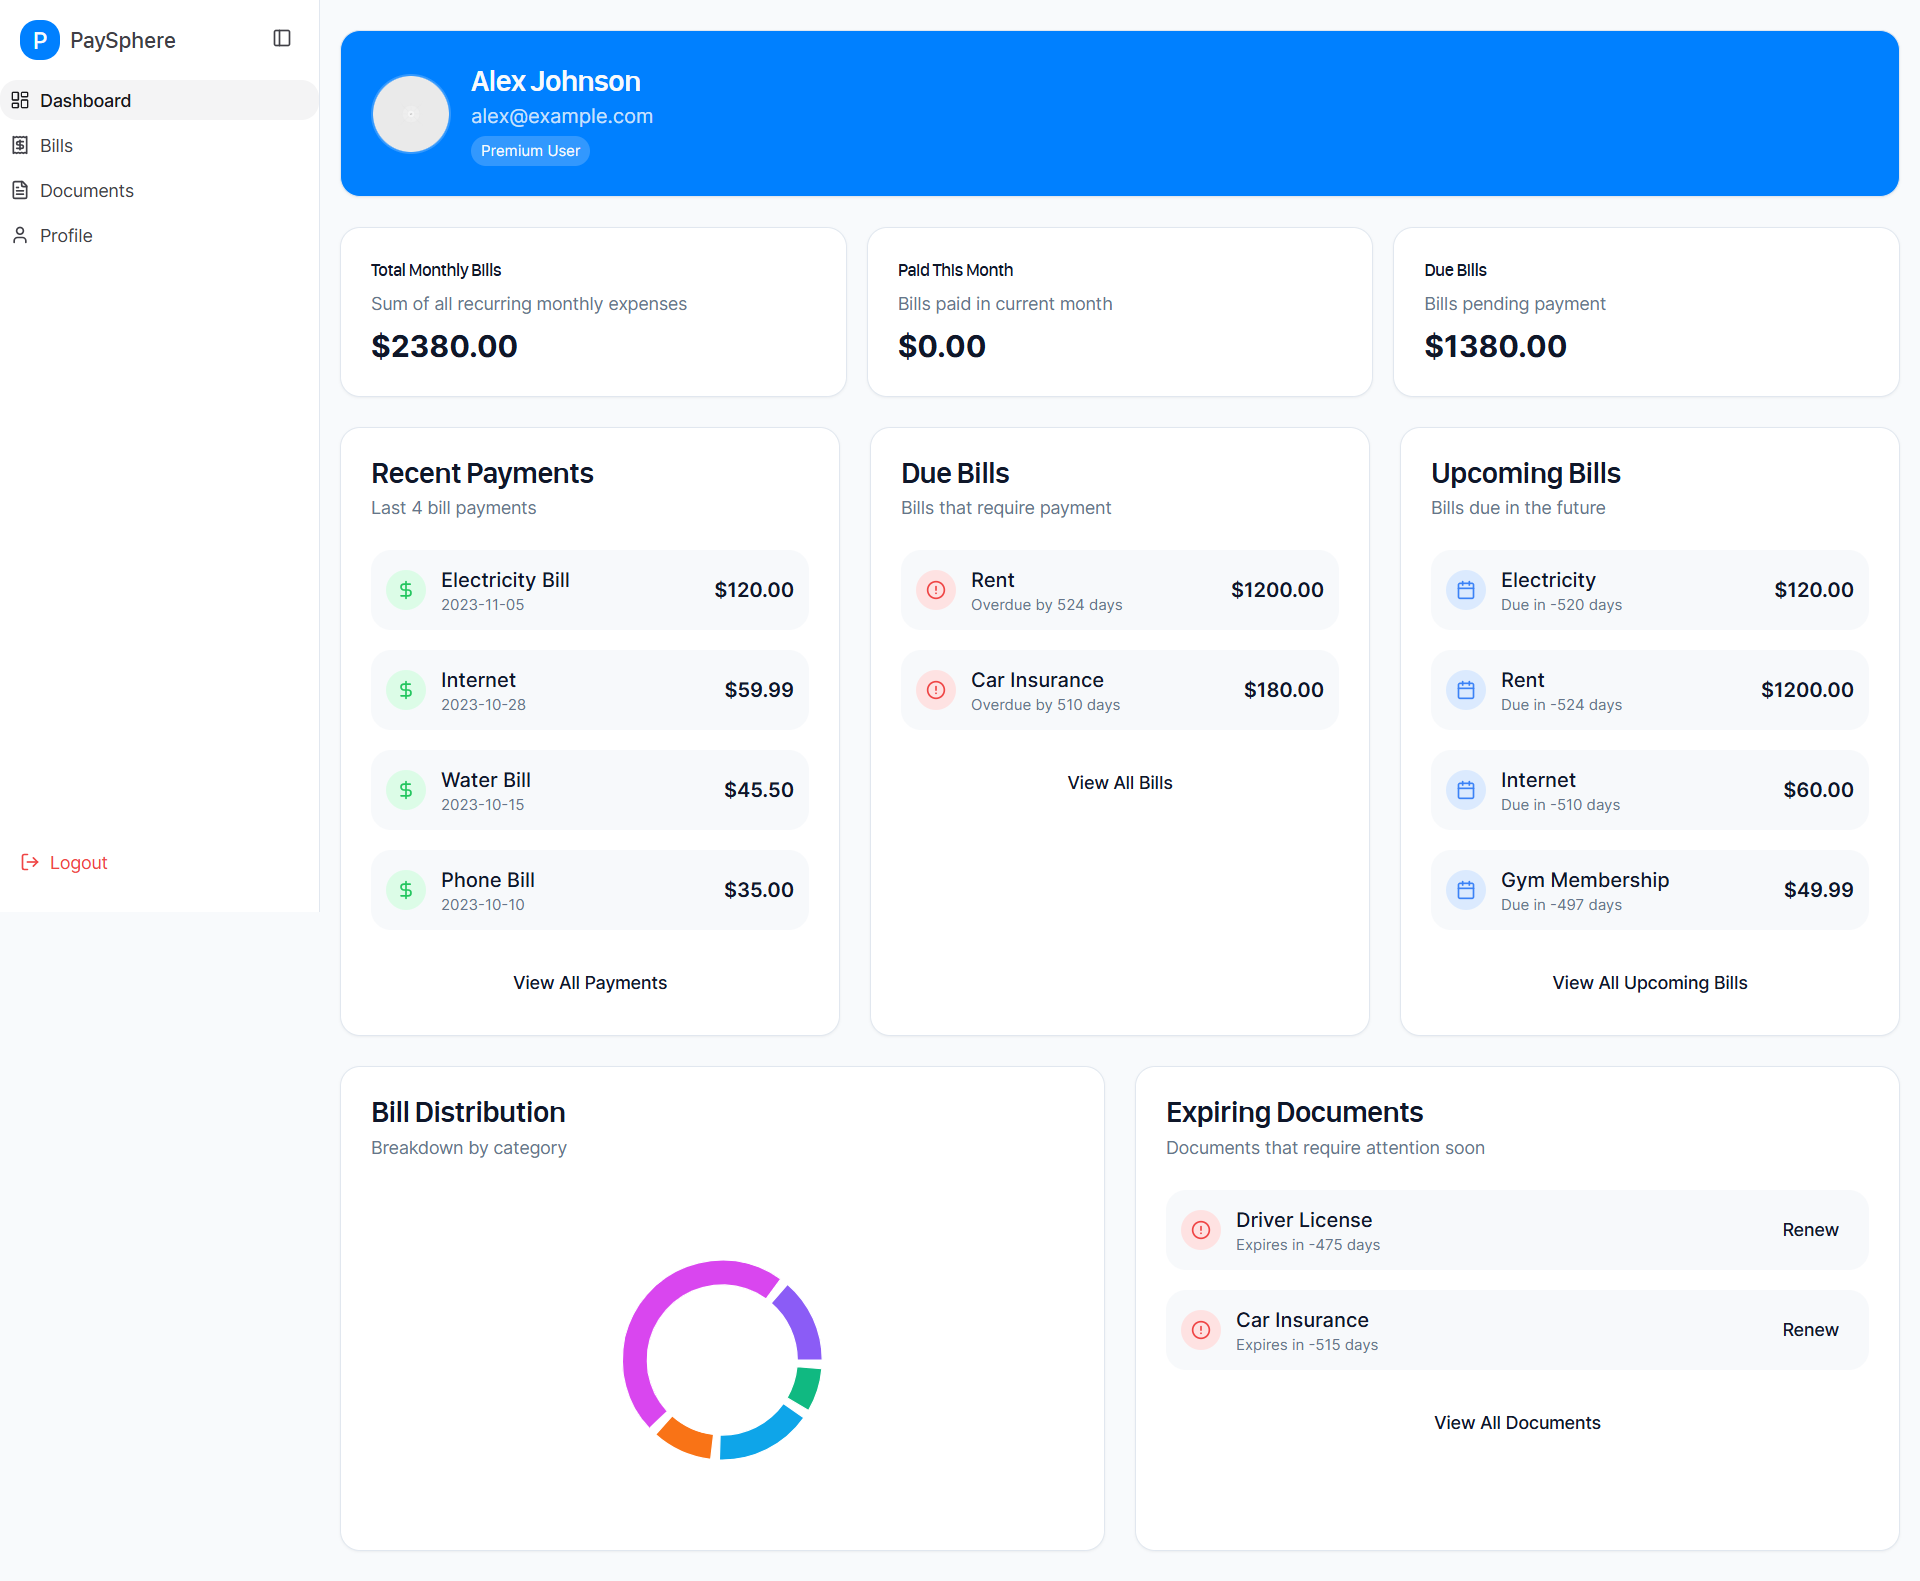 P PaySphere
Dashboard
Bills
Documents
Profile
Logout
Alex Johnson
alex@example.com
Premium User
Total Monthly Bills
Sum of all recurring monthly expenses
$2380.00
Paid This Month
Bills paid in current month
$0.00
Due Bills
Bills pending payment
$1380.00
Recent Payments
Last 4 bill payments
Electricity Bill
2023-11-05
$120.00
Internet
2023-10-28
$59.99
Water Bill
2023-10-15
$45.50
Phone Bill
2023-10-10
$35.00
View All Payments
Due Bills
Bills that require payment
Rent
Overdue by 524 days
$1200.00
Car Insurance
Overdue by 510 days
$180.00
View All Bills
Upcoming Bills
Bills due in the future
Electricity
Due in -520 days
$120.00
Rent
Due in -524 days
$1200.00
Internet
Due in -510 days
$60.00
Gym Membership
Due in -497 days
$49.99
View All Upcoming Bills
Bill Distribution
Breakdown by category
Expiring Documents
Documents that require attention soon
Driver License
Expires in -475 days
Renew
Car Insurance
Expires in -515 days
Renew
View All Documents